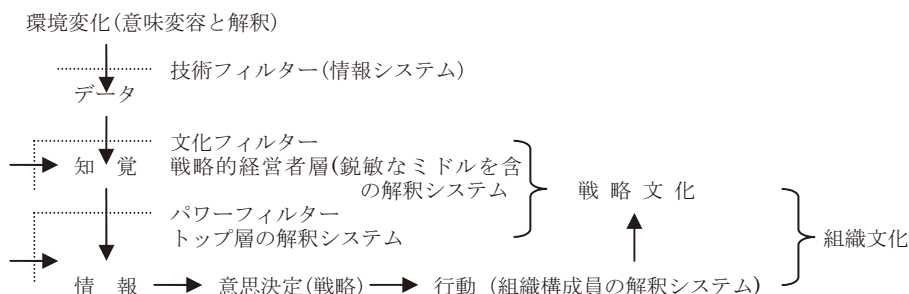 環境変化(意味変容と解釈)
技術フィルター(情報システム)
データ
文化フィルター
知 覚 戦略的経営者層(鋭敏なミドルを含
の解釈システム
戦 略 文 化
パワーフィルター
トップ層の解釈システム
組織文化
情 報 意思決定(戦略) 行動 (組織構成員の解釈システム)